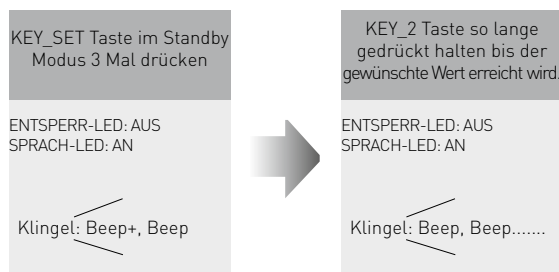 KEY_SET Taste im Standby
Modus 3 Mal drücken
ENTSPERR-LED: AUS
SPRACH-LED: AN
Klingel: Beep+, Beep
KEY_2 Taste so lange
gedrückt halten bis der
gewünschte Wert erreicht wird.
ENTSPERR-LED: AUS
SPRACH-LED: AN
Klingel: Beep, Beep.......